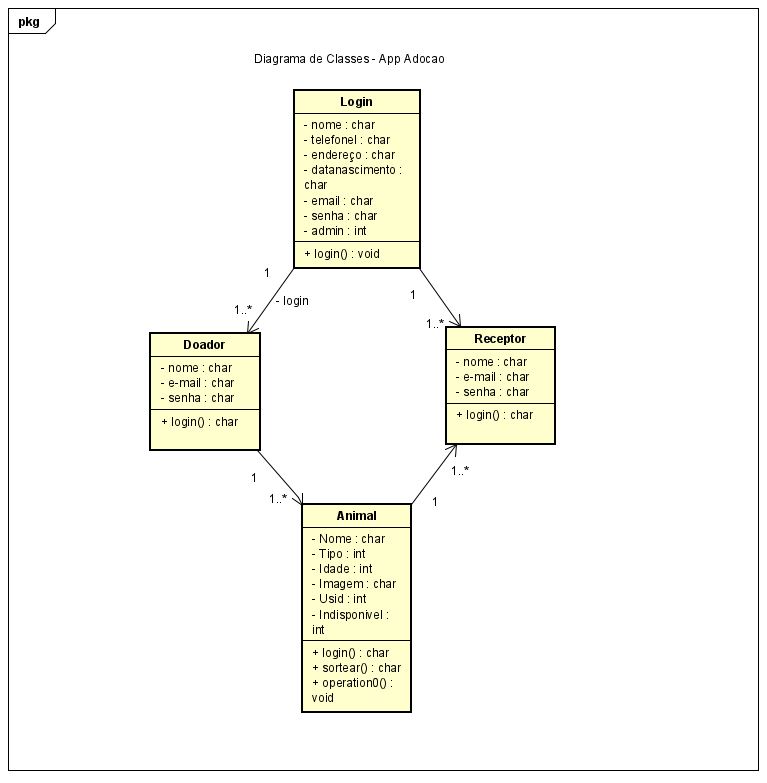 pkg
Diagrama de Classes - App Adocao
Login
- nome : char
- telefonel : char
- endereço : char
- datanascimento :
char
- email : char
- senha : char
- admin : int
+ login() : void
1
1..*
- login
1
1..*
Doador
- nome : char
- e-mail : char
- senha : char
+ login() : char
Receptor
- nome : char
- e-mail : char
- senha : char
+ login() : char
1
1..*
1..*
1
Animal
- Nome : char
- Tipo : int
- Idade : int
- Imagem : char
- Usid : int
- Indisponivel :
int
+ login() : char
+ sortear() : char
+ operation0() :
void